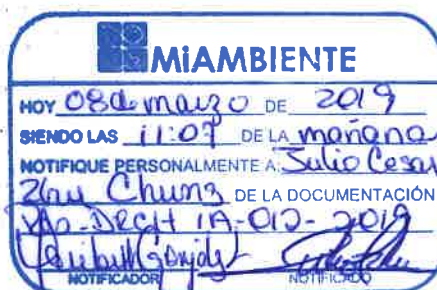 MiAMBIENTE
HOY 08 de marzo DE 2019
SIENDO LAS 11:07 DE LA mañana
NOTIFIQUE PERSONALMENTE A: Julio Cesar
Zhu Chung DE LA DOCUMENTACIÓN
DRCH IA-012-2019
NOTIFICADOR NOTIFICADO